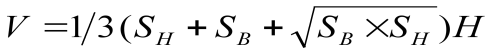 V = 1/3(S_H + S_B + √(S_B × S_H))H